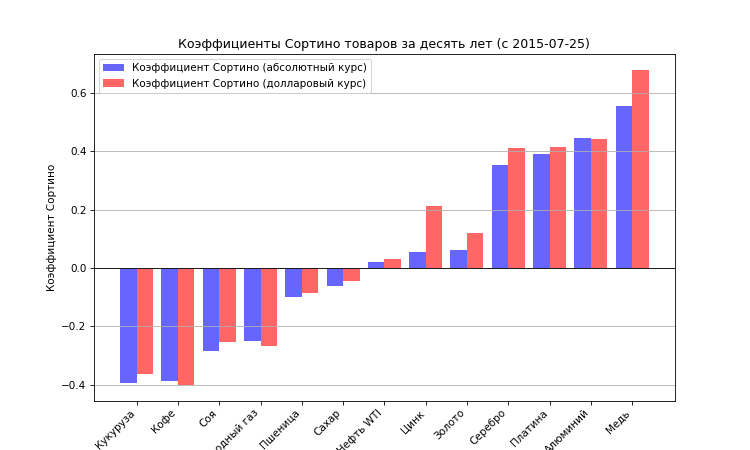 Коэффициенты Сортино товаров за десять лет (с 2015-07-25)
Коэффициент Сортино (абсолютный курс)
Коэффициент Сортино (долларовый курс)
Коэффициент Сортино
0.6
0.4
0.2
0.0
−0.2
−0.4
Кукуруза
Кофе
Соя
одный газ
Пшеница
Сахар
Нефть WTI
Цинк
Золото
Серебро
Платина
Алюминий
Медь